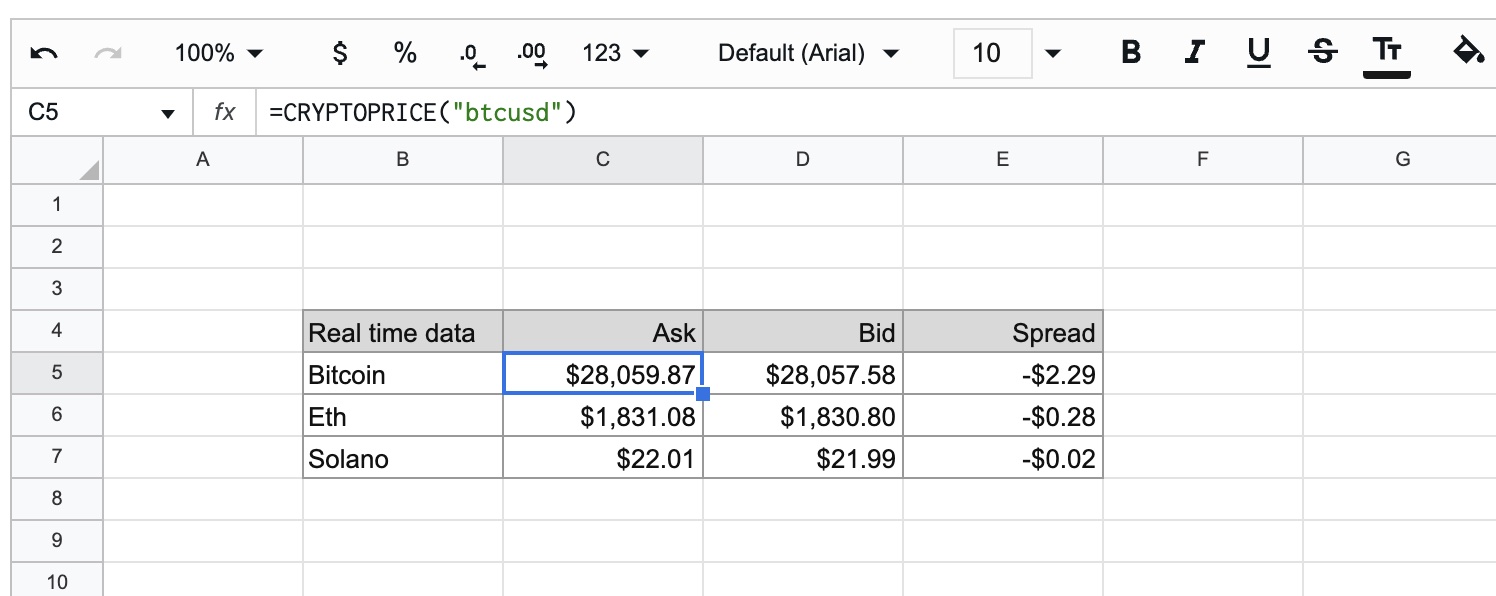 100% $ % .0 .00 123 Default (Arial) 10 B I U S Tт
C5 fx =CRYPTOPRICE("btcusd")
A B C D E F G
1
2
3
4 Real time data Ask Bid Spread
5 Bitcoin $28,059.87 $28,057.58 -$2.29
6 Eth $1,831.08 $1,830.80 -$0.28
7 Solano $22.01 $21.99 -$0.02
8
9
10